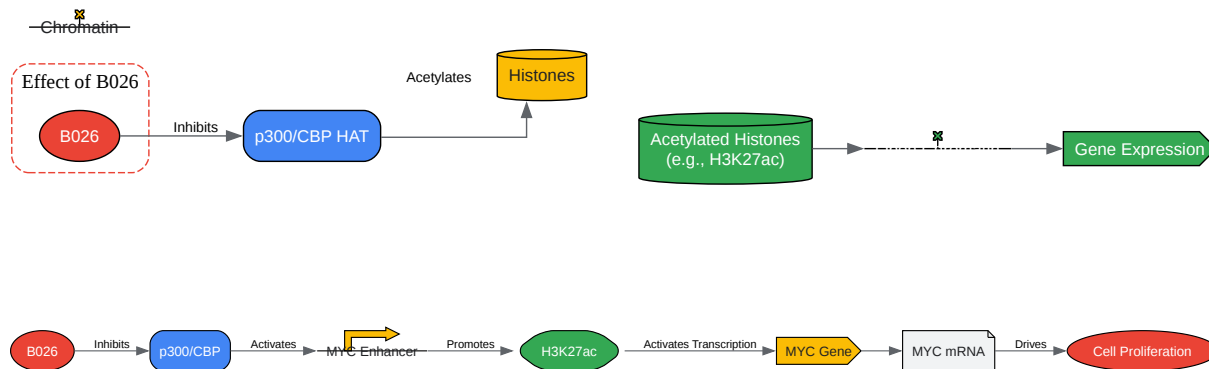 Chromatin
Effect of B026
B026
Inhibits
p300/CBP HAT
Acetylates
Histones
Acetylated Histones
(e.g., H3K27ac)
Gene Expression
B026
Inhibits
p300/CBP
Activates
MYC Enhancer
Promotes
H3K27ac
Activates Transcription
MYC Gene
MYC mRNA
Drives
Cell Proliferation